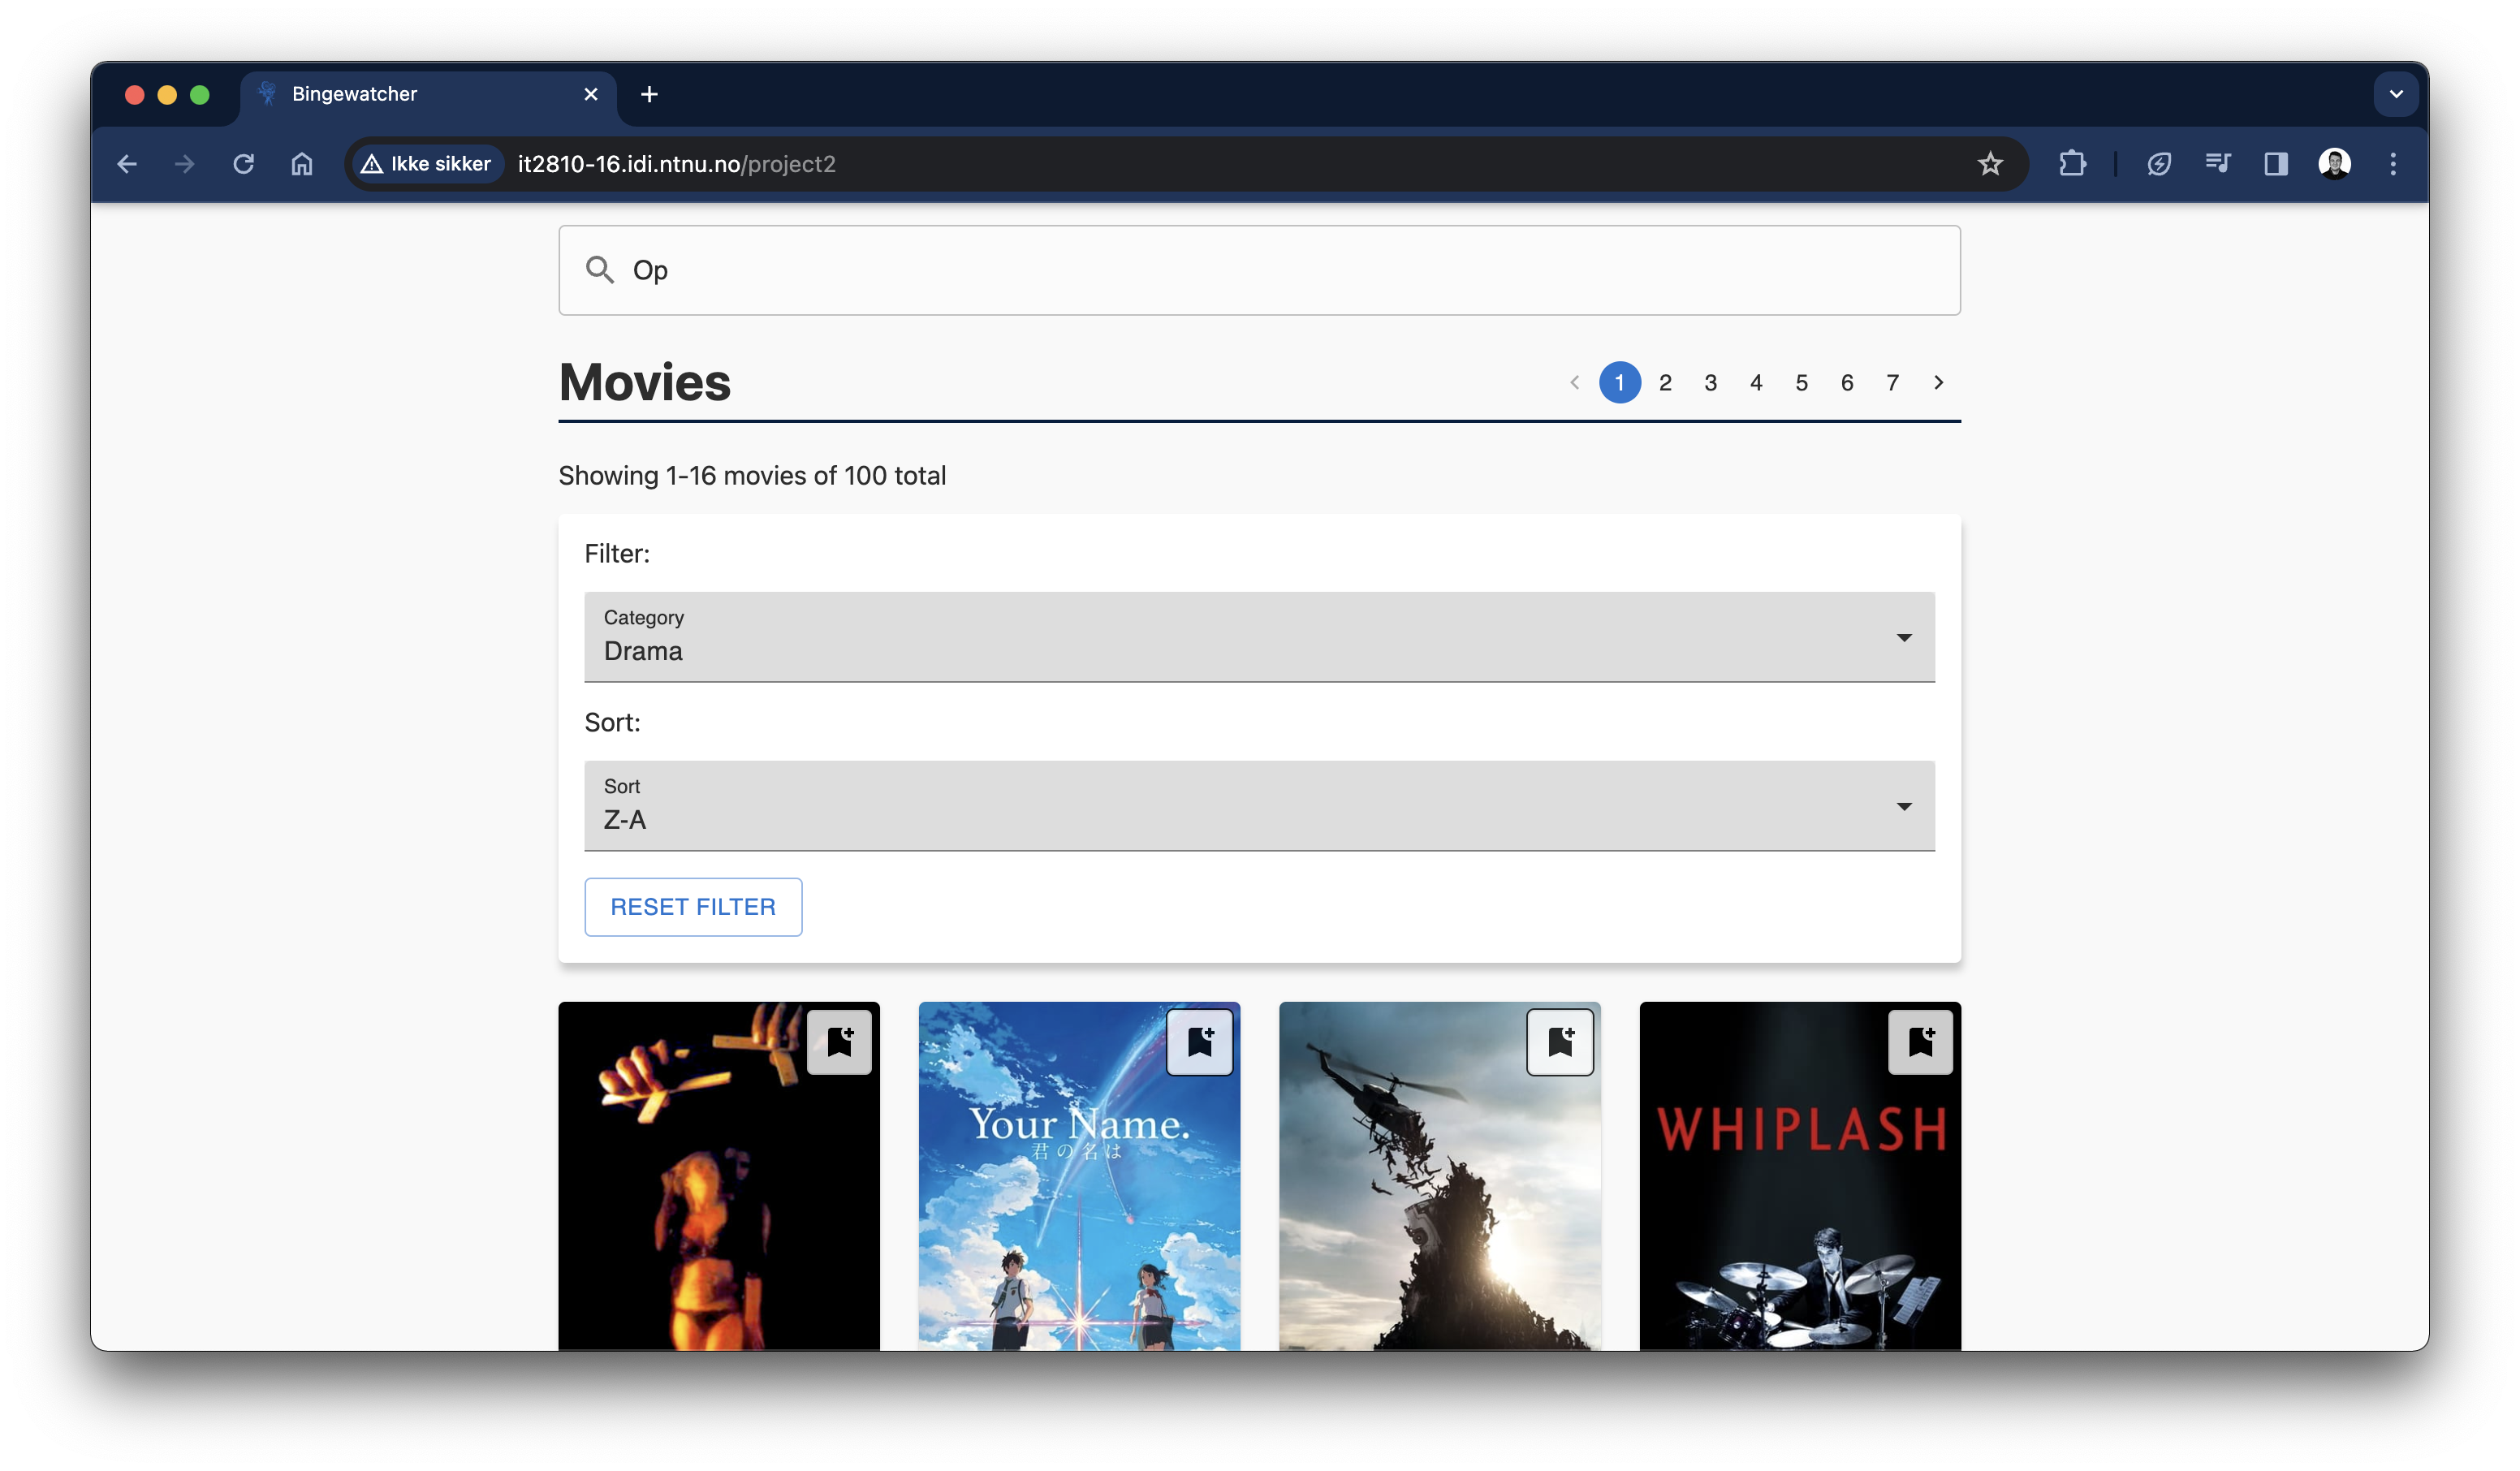 Bingewatcher
Ikke sikker it2810-16.idi.ntnu.no/project2
Op
Movies
1 2 3 4 5 6 7
Showing 1-16 movies of 100 total
Filter:
Category
Drama
Sort:
Sort
Z-A
RESET FILTER
Your Name.
君の名は
WHIPLASH